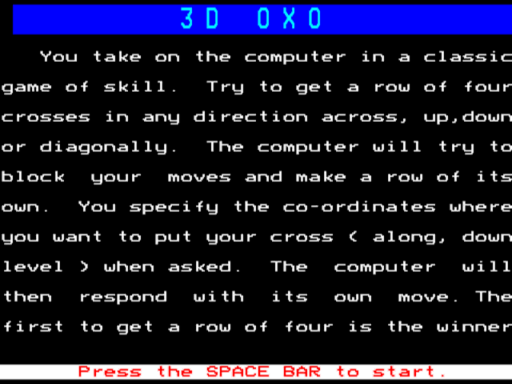 3D OXO
You take on the computer in a classic
game of skill. Try to get a row of four
crosses in any direction across, up,down
or diagonally. The computer will try to
block your moves and make a row of its
own. You specify the co-ordinates where
you want to put your cross ( along, down
level ) when asked. The computer will
then respond with its own move. The
first to get a row of four is the winner
Press the SPACE BAR to start.